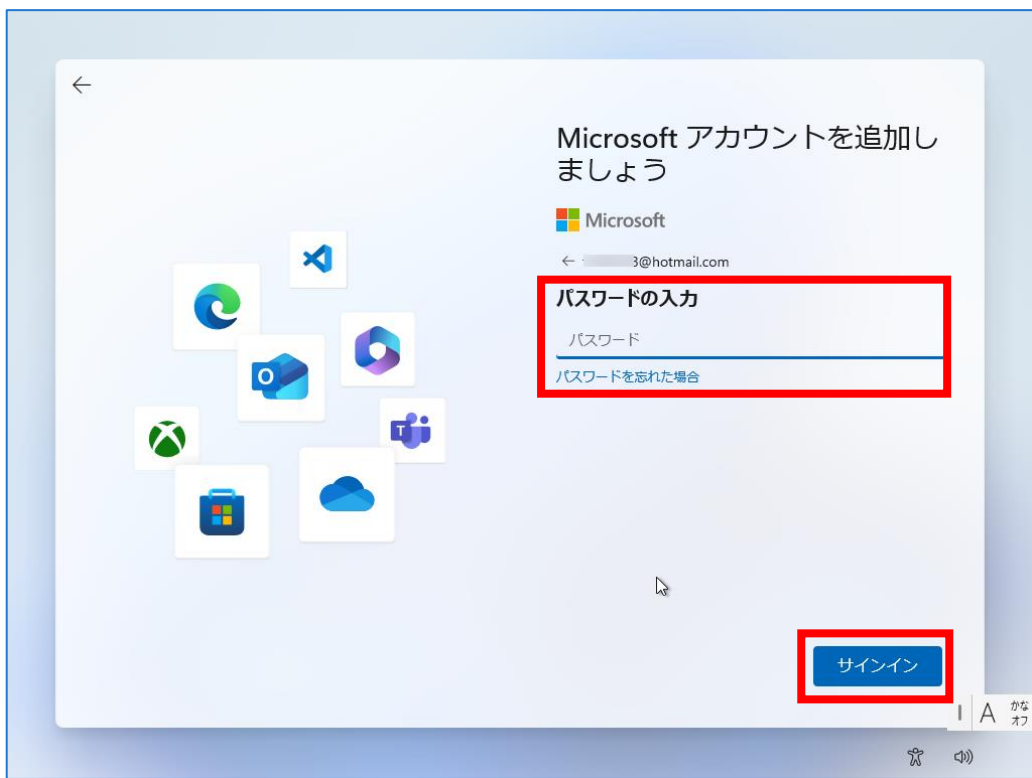 Microsoft アカウントを追加し
ましょう
Microsoft
3@hotmail.com
パスワードの入力
パスワード
パスワードを忘れた場合
サインイン
A かな
オフ